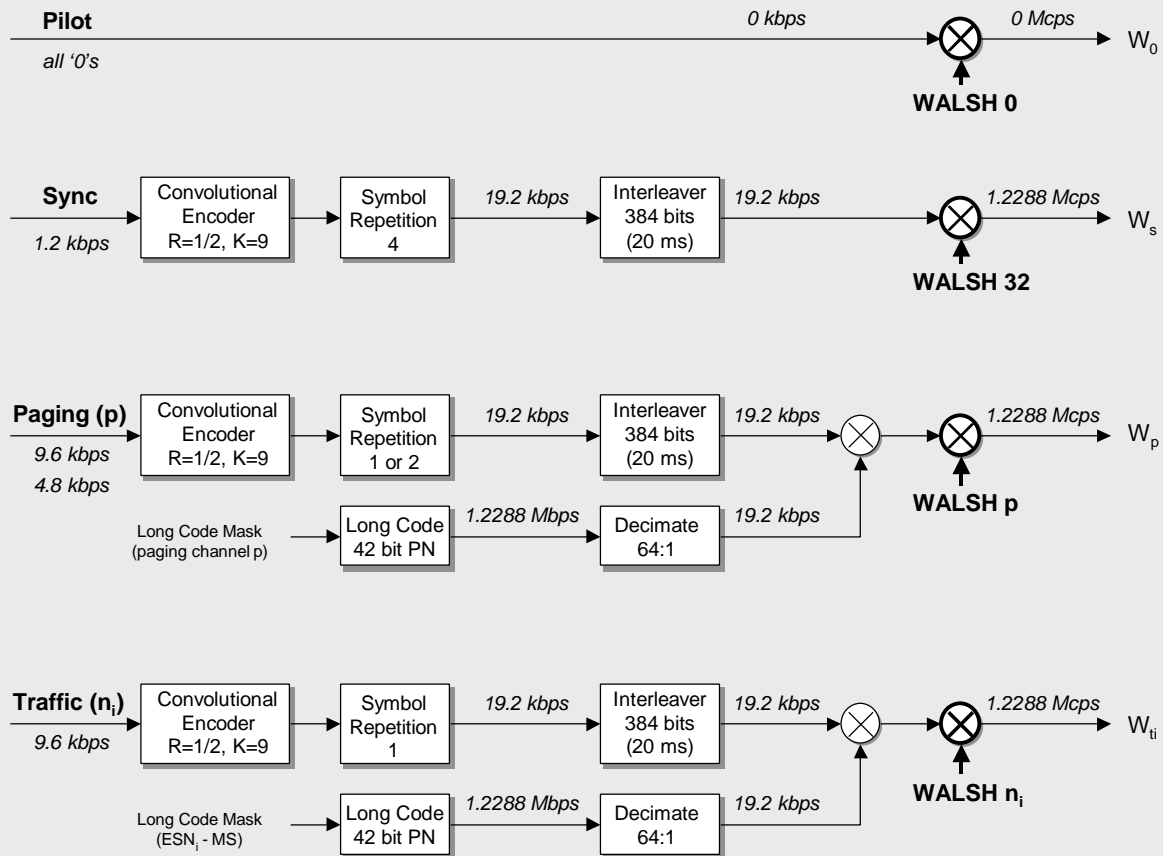 Pilot
all ‘0’s
0 kbps
0 Mcps
W0
WALSH 0
Sync
1.2 kbps
Convolutional
Encoder
R=1/2, K=9
Symbol
Repetition
4
19.2 kbps
Interleaver
384 bits
(20 ms)
19.2 kbps
1.2288 Mcps
Ws
WALSH 32
Paging (p)
9.6 kbps
4.8 kbps
Convolutional
Encoder
R=1/2, K=9
Symbol
Repetition
1 or 2
19.2 kbps
Interleaver
384 bits
(20 ms)
19.2 kbps
1.2288 Mcps
Wp
WALSH p
Long Code Mask
(paging channel p)
Long Code
42 bit PN
1.2288 Mbps
Decimate
64:1
19.2 kbps
Traffic (ni)
9.6 kbps
Convolutional
Encoder
R=1/2, K=9
Symbol
Repetition
1
19.2 kbps
Interleaver
384 bits
(20 ms)
19.2 kbps
1.2288 Mcps
Wti
WALSH ni
Long Code Mask
(ESNi - MS)
Long Code
42 bit PN
1.2288 Mbps
Decimate
64:1
19.2 kbps